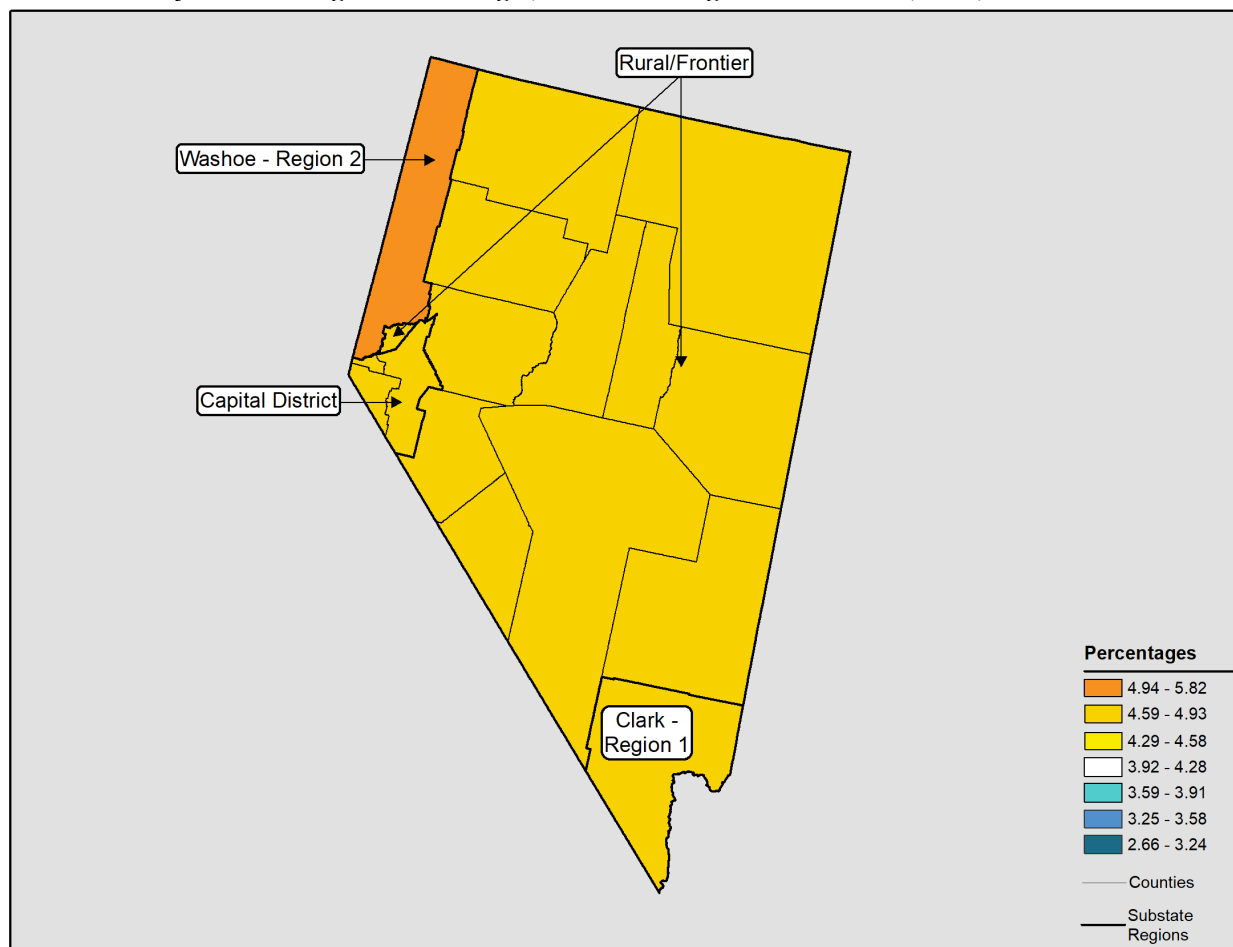 Rural/Frontier
Washoe - Region 2
Capital District
Clark -
Region 1
Percentages
4.94 - 5.82
4.59 - 4.93
4.29 - 4.58
3.92 - 4.28
3.59 - 3.91
3.25 - 3.58
2.66 - 3.24
Counties
Substate
Regions